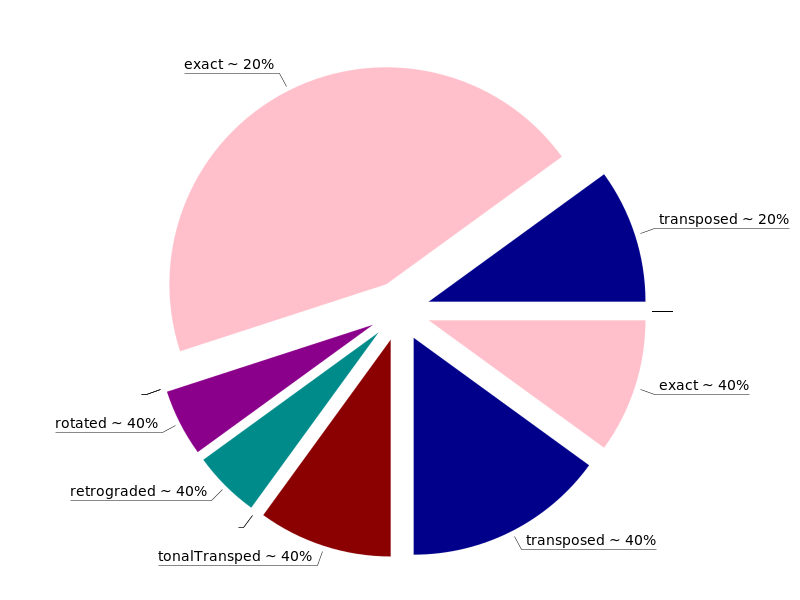 exact ~ 20%
transposed ~ 20%
exact ~ 40%
rotated ~ 40%
retrograded ~ 40%
transposed ~ 40%
tonalTransped ~ 40%